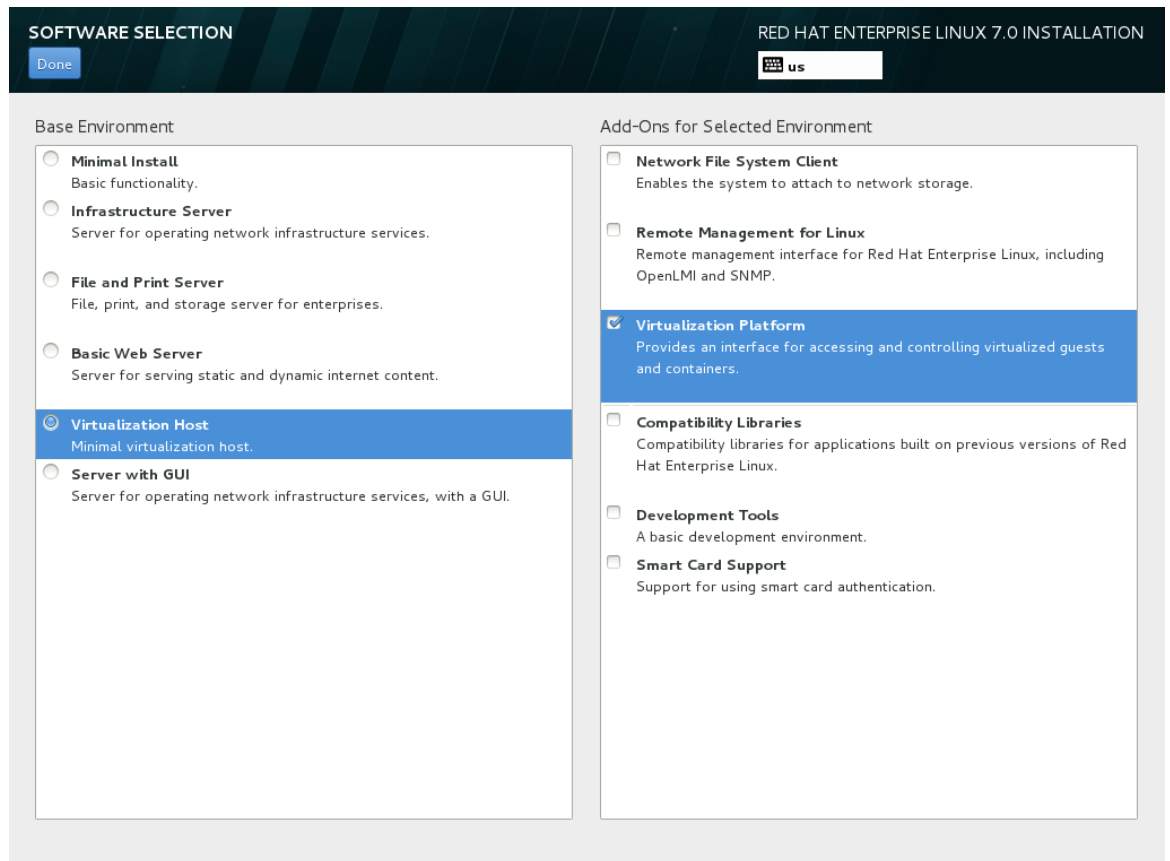 SOFTWARE SELECTION
RED HAT ENTERPRISE LINUX 7.0 INSTALLATION
Done
us
Base Environment
Minimal Install
Basic functionality.
Infrastructure Server
Server for operating network infrastructure services.
File and Print Server
File, print, and storage server for enterprises.
Basic Web Server
Server for serving static and dynamic internet content.
Virtualization Host
Minimal virtualization host.
Server with GUI
Server for operating network infrastructure services, with a GUI.
Add-Ons for Selected Environment
Network File System Client
Enables the system to attach to network storage.
Remote Management for Linux
Remote management interface for Red Hat Enterprise Linux, including
OpenLMI and SNMP.
Virtualization Platform
Provides an interface for accessing and controlling virtualized guests
and containers.
Compatibility Libraries
Compatibility libraries for applications built on previous versions of Red
Hat Enterprise Linux.
Development Tools
A basic development environment.
Smart Card Support
Support for using smart card authentication.